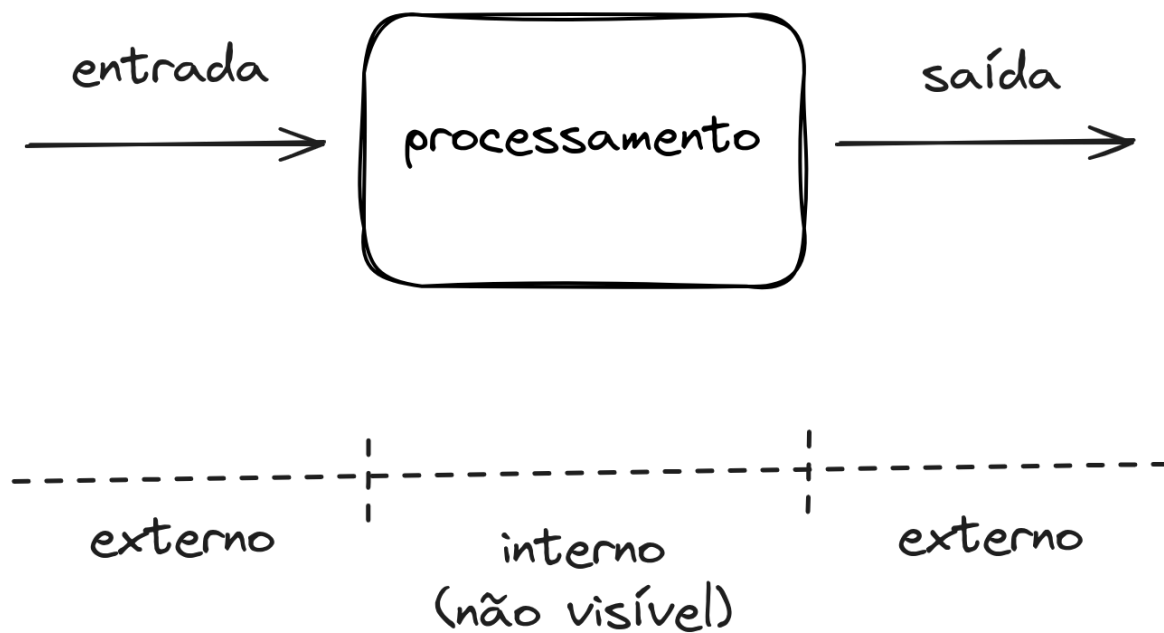 entrada
processamento
saída
externo
interno
(não visível)
externo